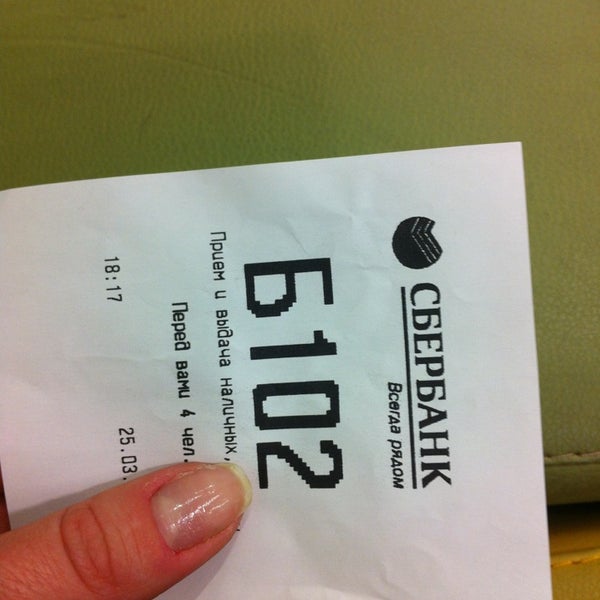 СБЕРБАНК
Всегда рядом
Б102
Прием и выдача наличных,
Перед вами 4 чел.
18:17 25.03.